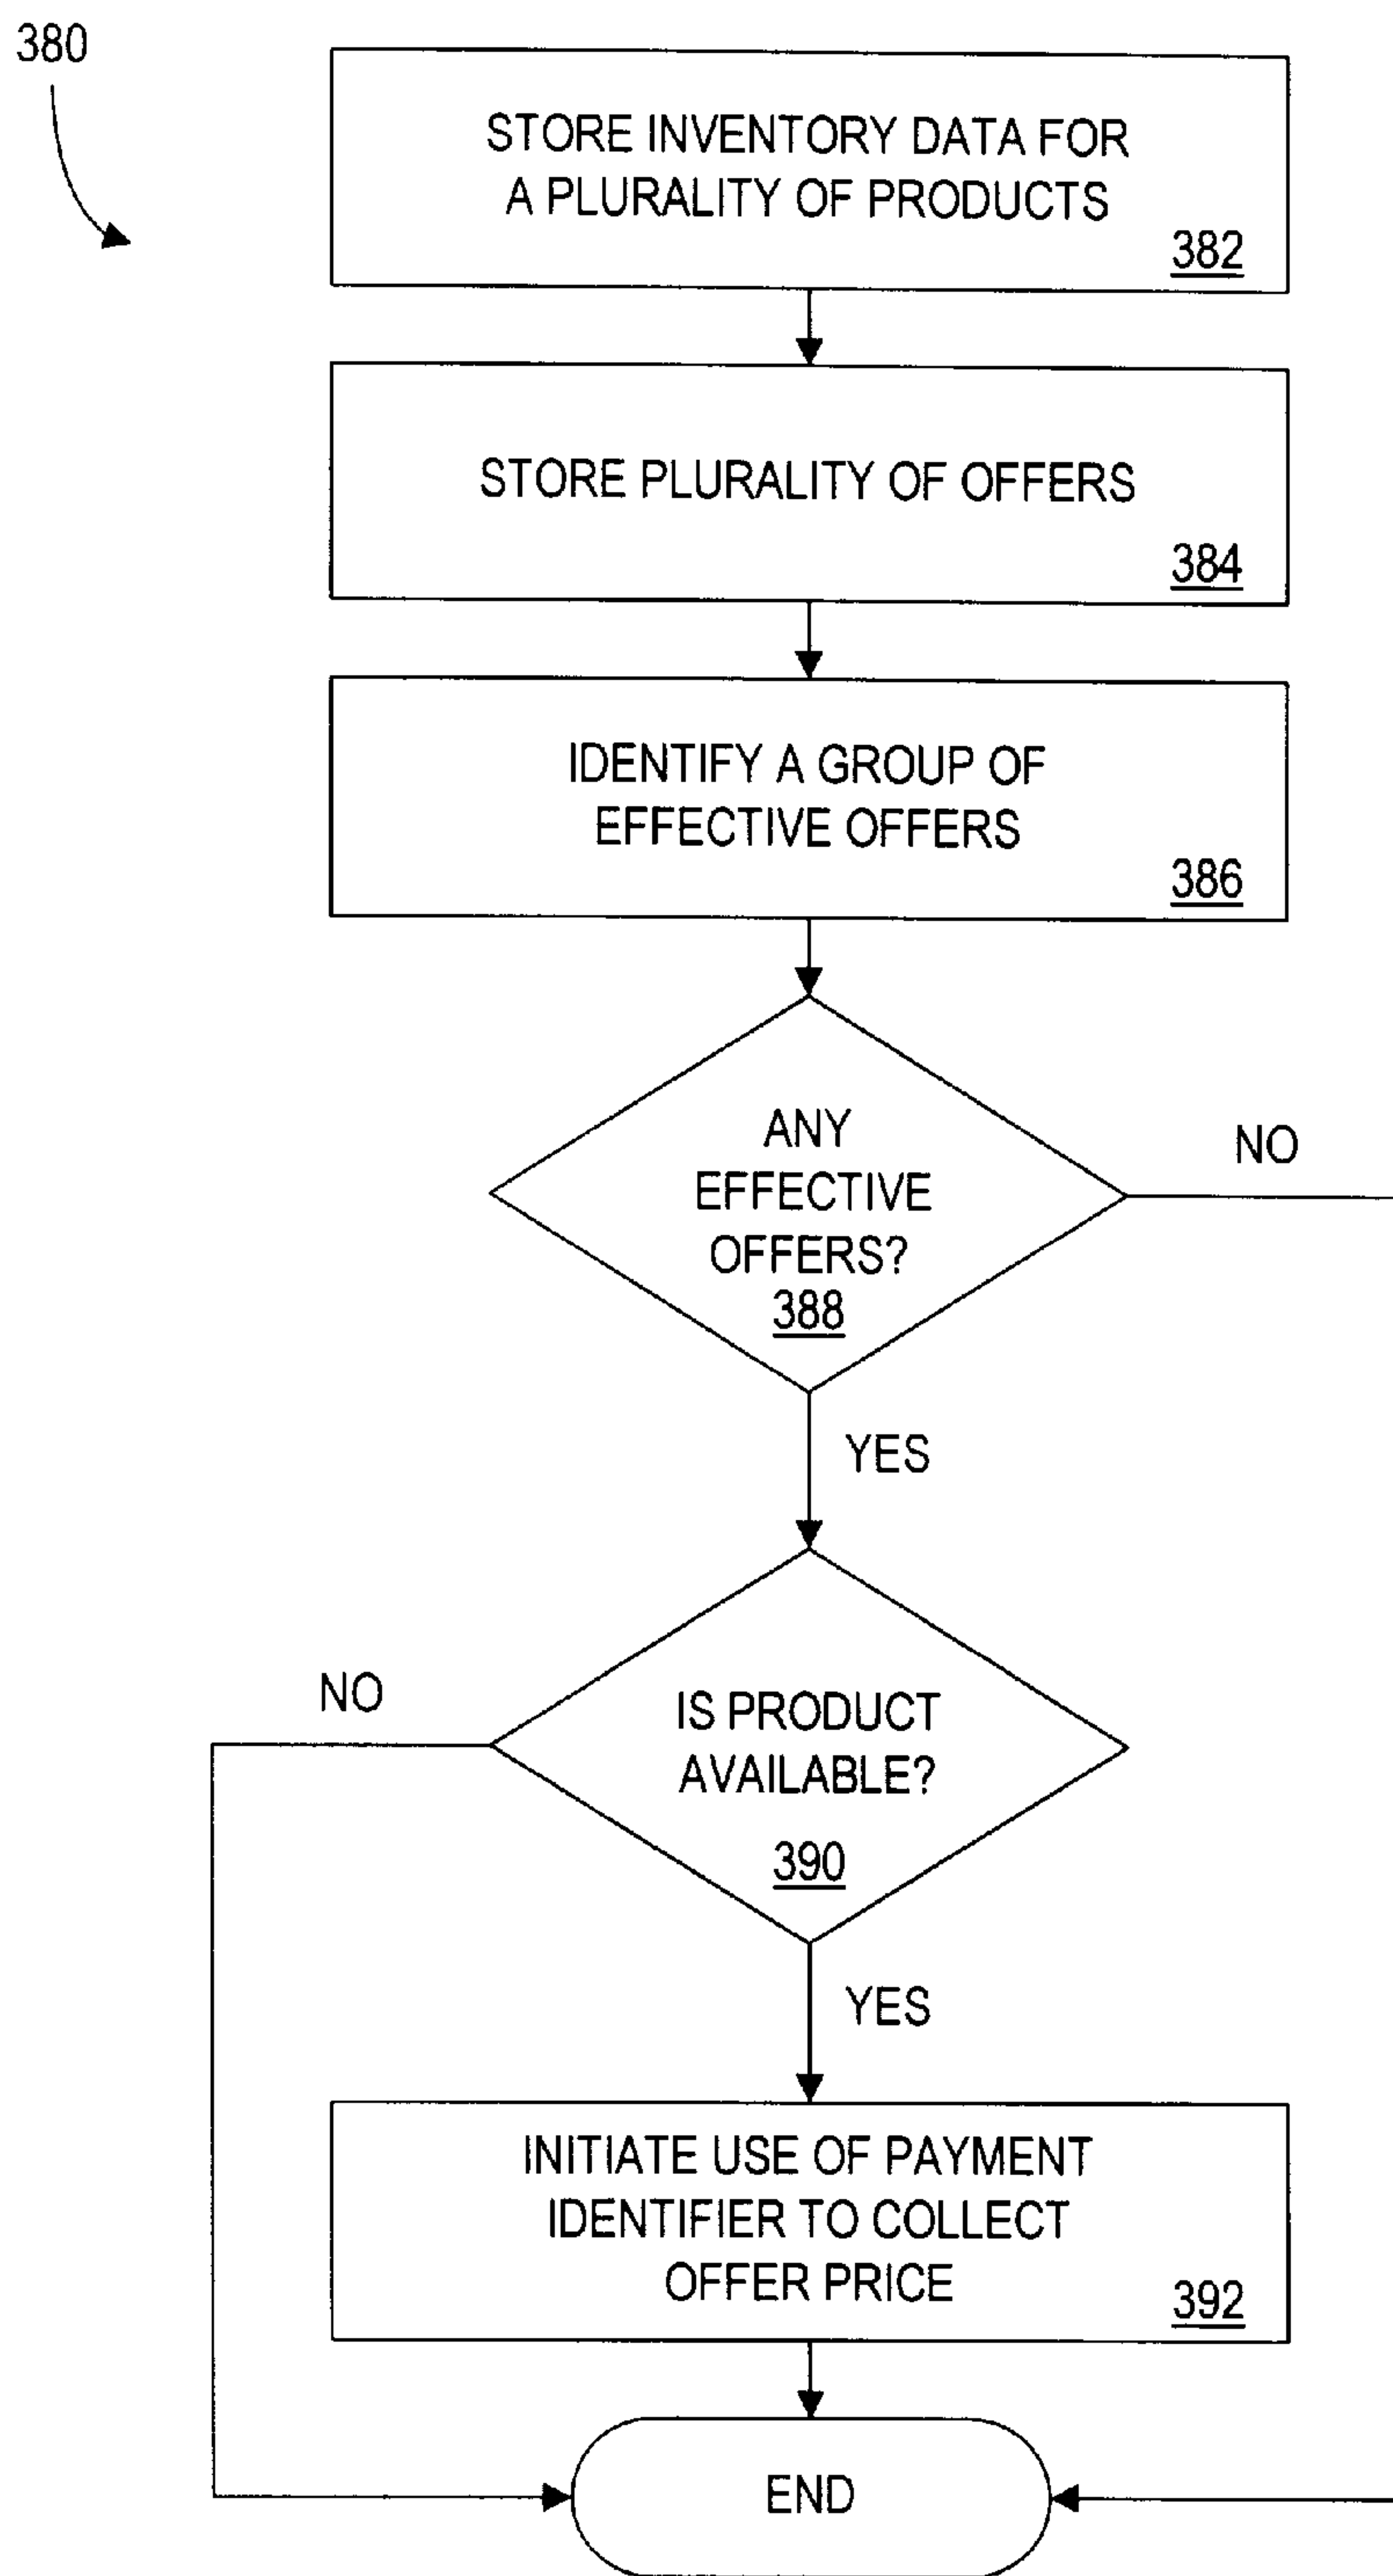 380
STORE INVENTORY DATA FOR
A PLURALITY OF PRODUCTS
382
STORE PLURALITY OF OFFERS
384
IDENTIFY A GROUP OF
EFFECTIVE OFFERS
386
ANY
EFFECTIVE
OFFERS?
388
NO
YES
NO
IS PRODUCT
AVAILABLE?
390
YES
INITIATE USE OF PAYMENT
IDENTIFIER TO COLLECT
OFFER PRICE
392
END